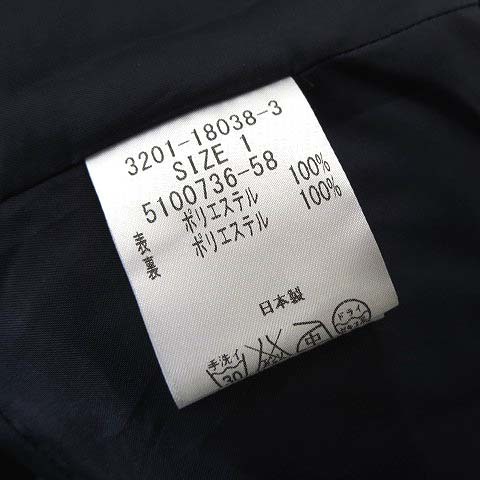 3201-18038-3
SIZE 1
5100736-58
表 ポリエステル 100%
裏 ポリエステル 100%
日本製
手洗イ 30 中 ドライ